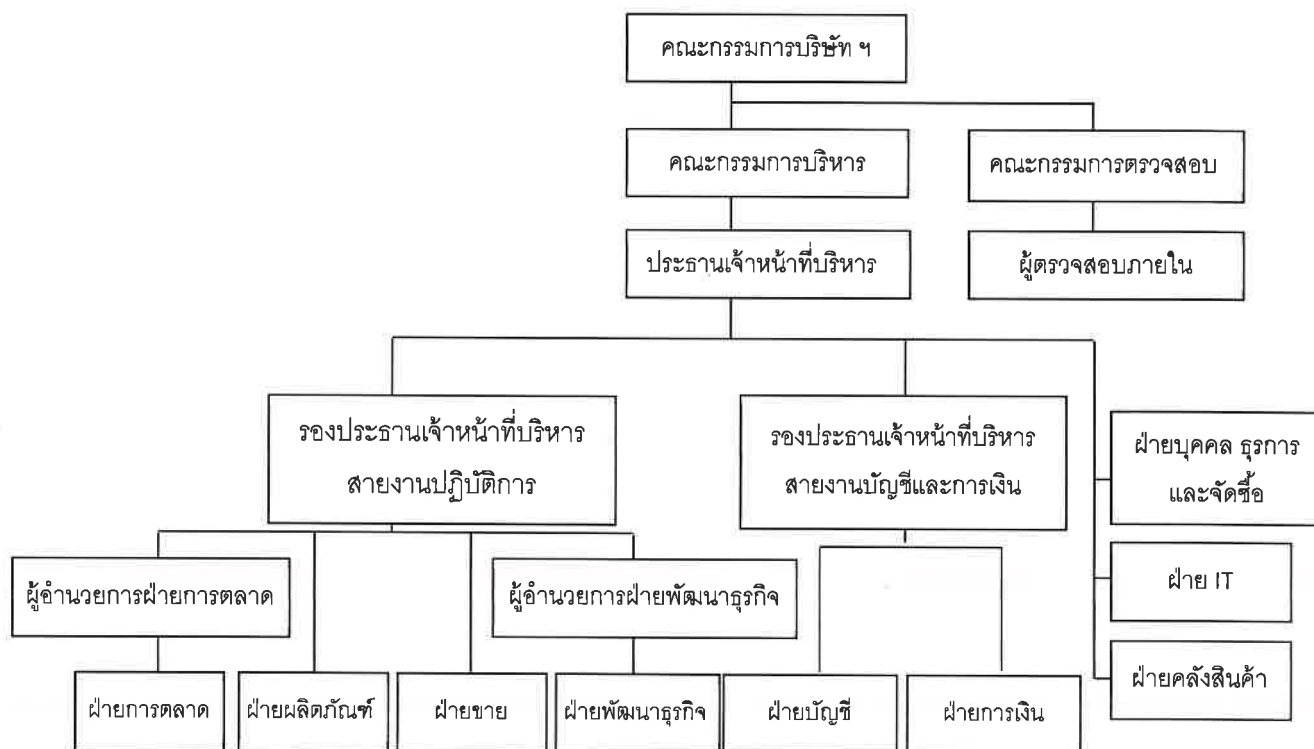 คณะกรรมการบริษัท ฯ
คณะกรรมการบริหาร
คณะกรรมการตรวจสอบ
ประธานเจ้าหน้าที่บริหาร
ผู้ตรวจสอบภายใน
รองประธานเจ้าหน้าที่บริหาร
สายงานปฏิบัติการ
รองประธานเจ้าหน้าที่บริหาร
สายงานบัญชีและการเงิน
ฝ่ายบุคคล ธุรการ
และจัดซื้อ
ผู้อำนวยการฝ่ายการตลาด
ผู้อำนวยการฝ่ายพัฒนาธุรกิจ
ฝ่าย IT
ฝ่ายคลังสินค้า
ฝ่ายการตลาด
ฝ่ายผลิตภัณฑ์
ฝ่ายขาย
ฝ่ายพัฒนาธุรกิจ
ฝ่ายบัญชี
ฝ่ายการเงิน